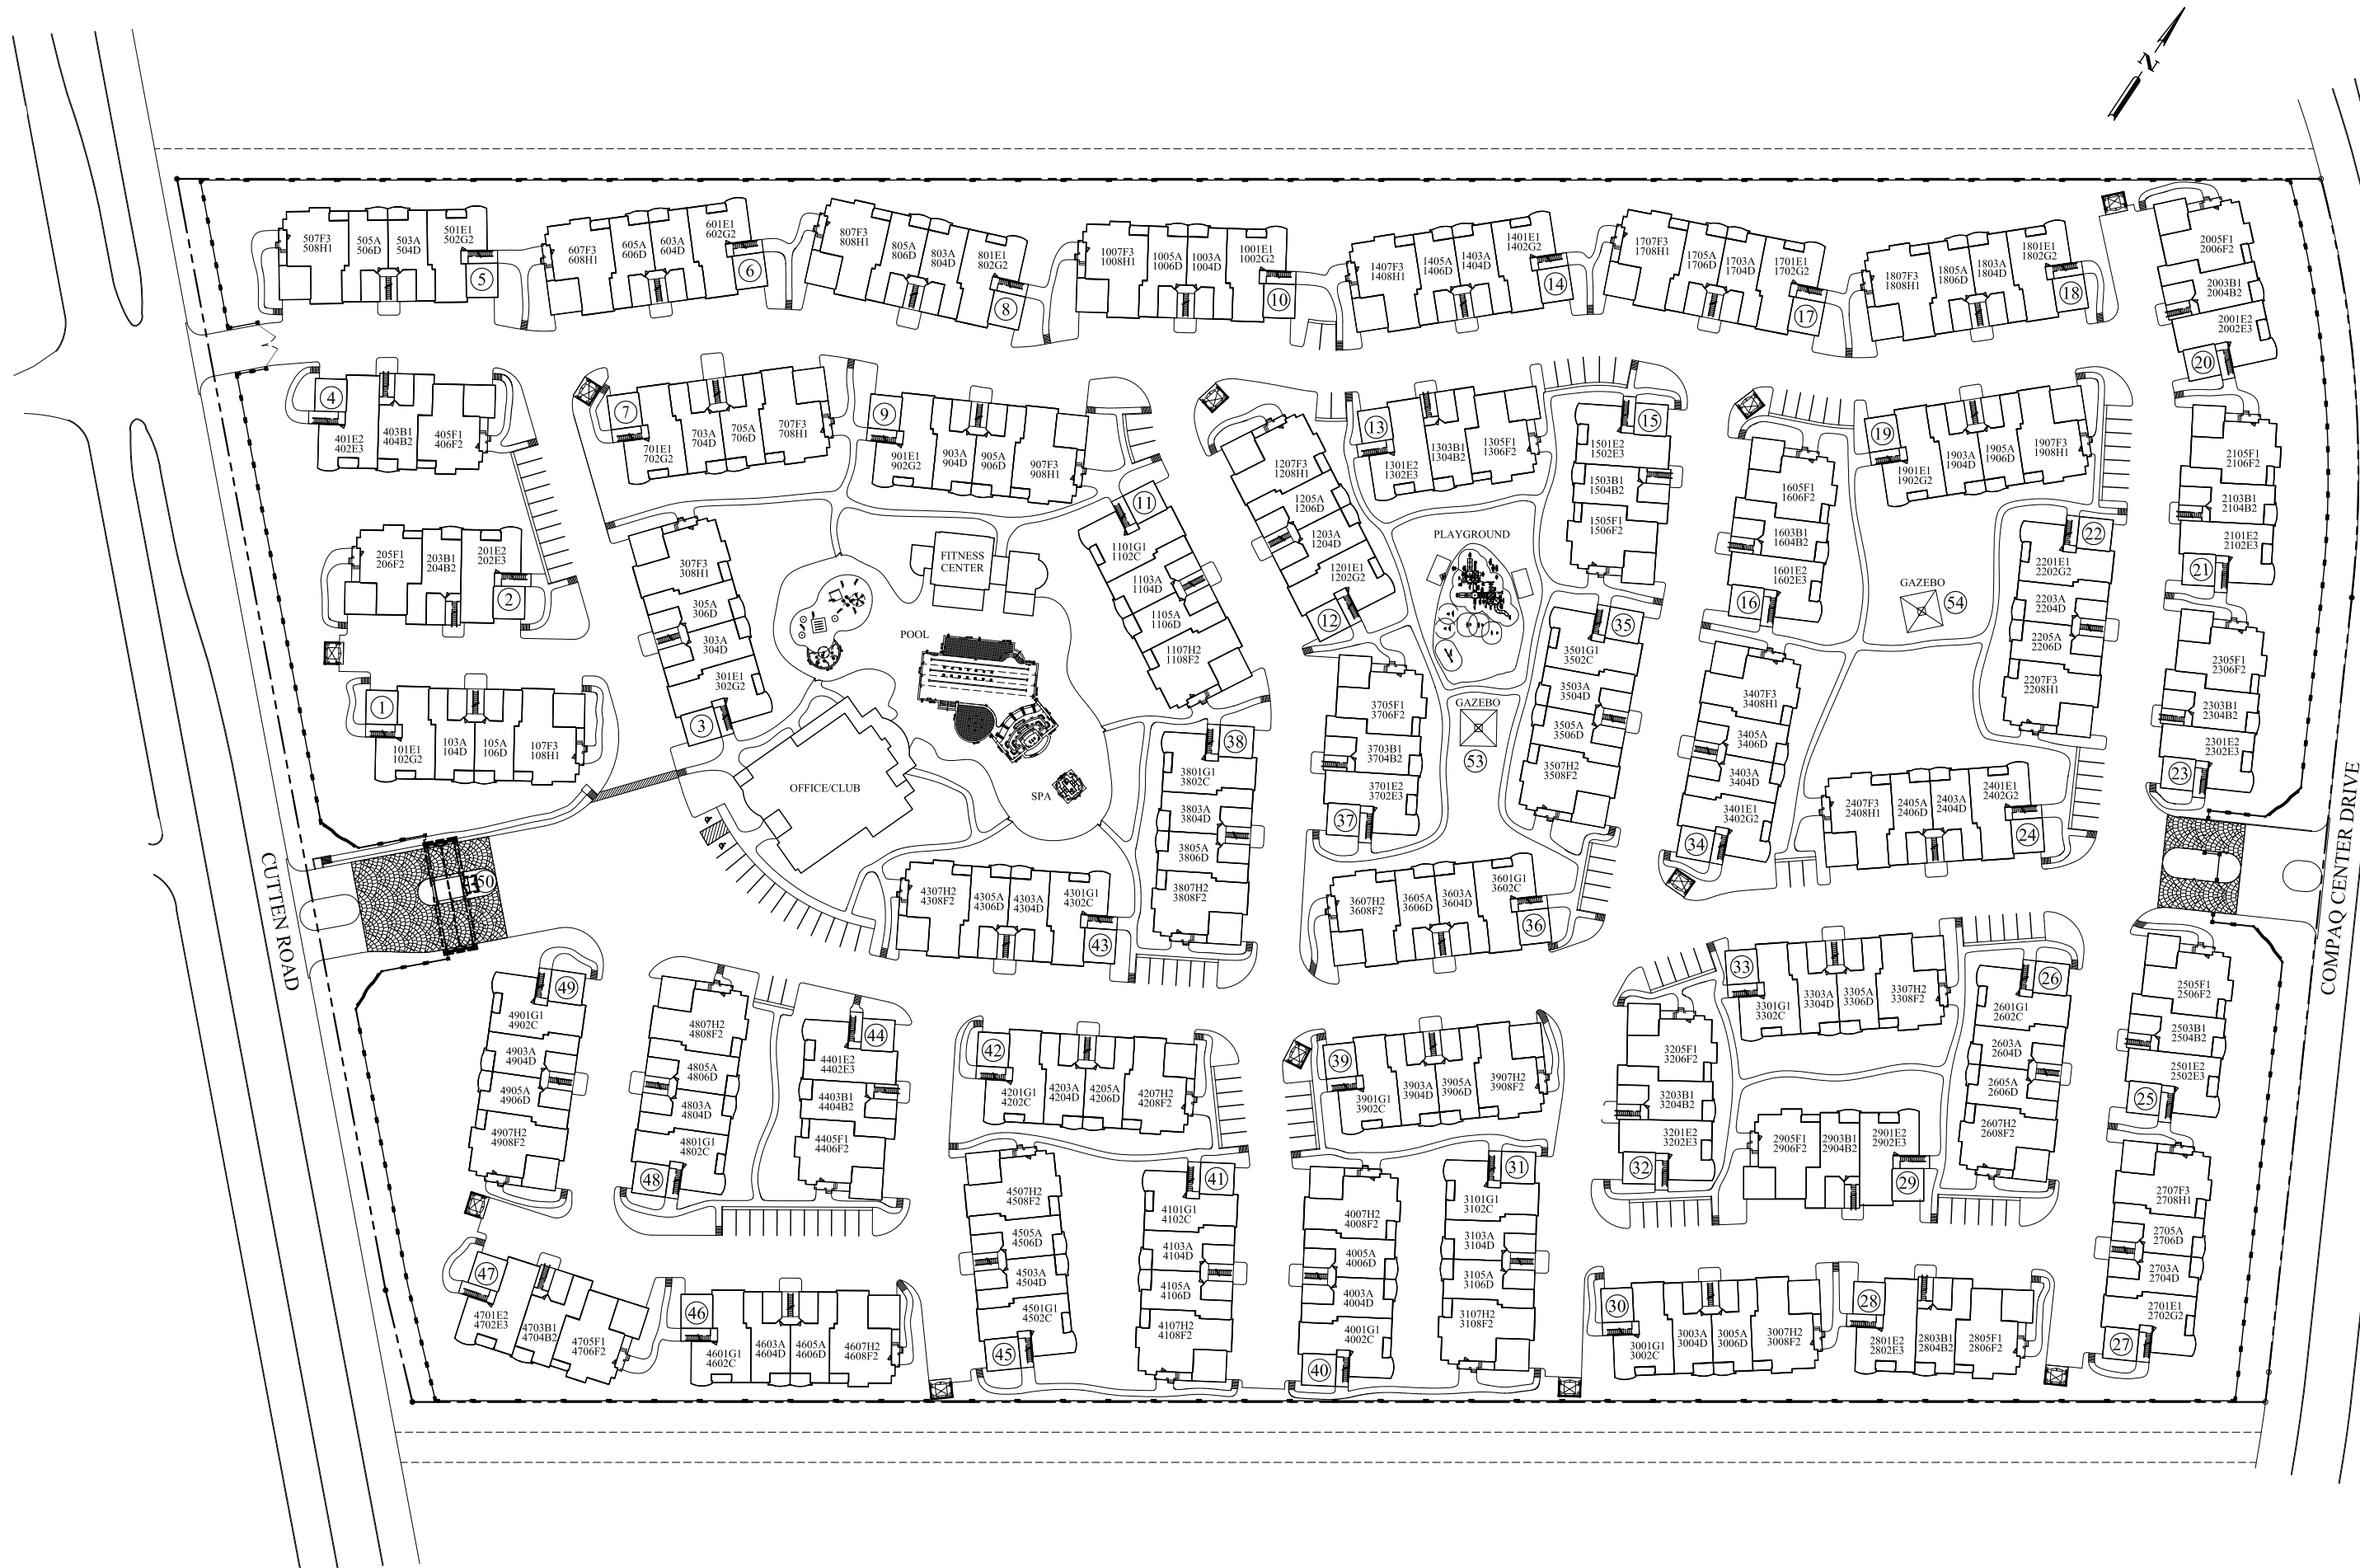 N
507F3
508H1
505A
506D
503A
504D
501E1
502G2
5
607F3
608H1
605A
606D
603A
604D
601E1
602G2
6
807F3
808H1
805A
806D
803A
804D
801E1
802G2
8
1007F3
1008H1
1005A
1006D
1003A
1004D
1001E1
1002G2
10
1407F3
1408H1
1405A
1406D
1403A
1404D
1401E1
1402G2
14
1707F3
1708H1
1705A
1706D
1703A
1704D
1701E1
1702G2
17
1807F3
1808H1
1805A
1806D
1803A
1804D
1801E1
1802G2
18
2005F1
2006F2
2003B1
2004B2
2001E2
2002E3
20
4
401E2
402E3
403B1
404B2
405F1
406F2
7
701E1
702G2
703A
704D
705A
706D
707F3
708H1
9
901E1
902G2
903A
904D
905A
906D
907F3
908H1
11
1101G1
1102C
1103A
1104D
1105A
1106D
1107H2
1108F2
1207F3
1208H1
1205A
1206D
1203A
1204D
1201E1
1202G2
12
13
1301E2
1302E3
1303B1
1304B2
1305F1
1306F2
15
1501E2
1502E3
1503B1
1504B2
1505F1
1506F2
1605F1
1606F2
1603B1
1604B2
1601E2
1602E3
16
19
1901E1
1902G2
1903A
1904D
1905A
1906D
1907F3
1908H1
2105F1
2106F2
2103B1
2104B2
2101E2
2102E3
21
205F1
206F2
203B1
204B2
201E2
202E3
2
307F3
308H1
305A
306D
303A
304D
301E1
302G2
3
FITNESS
CENTER
POOL
SPA
OFFICE/CLUB
PLAYGROUND
GAZEBO
53
GAZEBO
54
22
2201E1
2202G2
2203A
2204D
2205A
2206D
2207F3
2208H1
2305F1
2306F2
2303B1
2304B2
2301E2
2302E3
23
1
101E1
102G2
103A
104D
105A
106D
107F3
108H1
38
3801G1
3802C
3803A
3804D
3805A
3806D
3807H2
3808F2
3705F1
3706F2
3703B1
3704B2
3701E2
3702E3
37
35
3501G1
3502C
3503A
3504D
3505A
3506D
3507H2
3508F2
3407F3
3408H1
3405A
3406D
3403A
3404D
3401E1
3402G2
34
2407F3
2408H1
2405A
2406D
2403A
2404D
2401E1
2402G2
24
CUTTEN ROAD
50
COMPAQ CENTER DRIVE
4307H2
4308F2
4305A
4306D
4303A
4304D
4301G1
4302C
43
3607H2
3608F2
3605A
3606D
3603A
3604D
3601G1
3602C
36
49
4901G1
4902C
4903A
4904D
4905A
4906D
4907H2
4908F2
4807H2
4808F2
4805A
4806D
4803A
4804D
4801G1
4802C
48
44
4401E2
4402E3
4403B1
4404B2
4405F1
4406F2
42
4201G1
4202C
4203A
4204D
4205A
4206D
4207H2
4208F2
39
3901G1
3902C
3903A
3904D
3905A
3906D
3907H2
3908F2
3205F1
3206F2
3203B1
3204B2
3201E2
3202E3
32
33
3301G1
3302C
3303A
3304D
3305A
3306D
3307H2
3308F2
26
2601G1
2602C
2603A
2604D
2605A
2606D
2607H2
2608F2
2905F1
2906F2
2903B1
2904B2
2901E2
2902E3
29
2505F1
2506F2
2503B1
2504B2
2501E2
2502E3
25
47
4701E2
4702E3
4703B1
4704B2
4705F1
4706F2
46
4601G1
4602C
4603A
4604D
4605A
4606D
4607H2
4608F2
4507H2
4508F2
4505A
4506D
4503A
4504D
4501G1
4502C
45
41
4101G1
4102C
4103A
4104D
4105A
4106D
4107H2
4108F2
4007H2
4008F2
4005A
4006D
4003A
4004D
4001G1
4002C
40
31
3101G1
3102C
3103A
3104D
3105A
3106D
3107H2
3108F2
30
3001G1
3002C
3003A
3004D
3005A
3006D
3007H2
3008F2
28
2801E2
2802E3
2803B1
2804B2
2805F1
2806F2
2707F3
2708H1
2705A
2706D
2703A
2704D
2701E1
2702G2
27